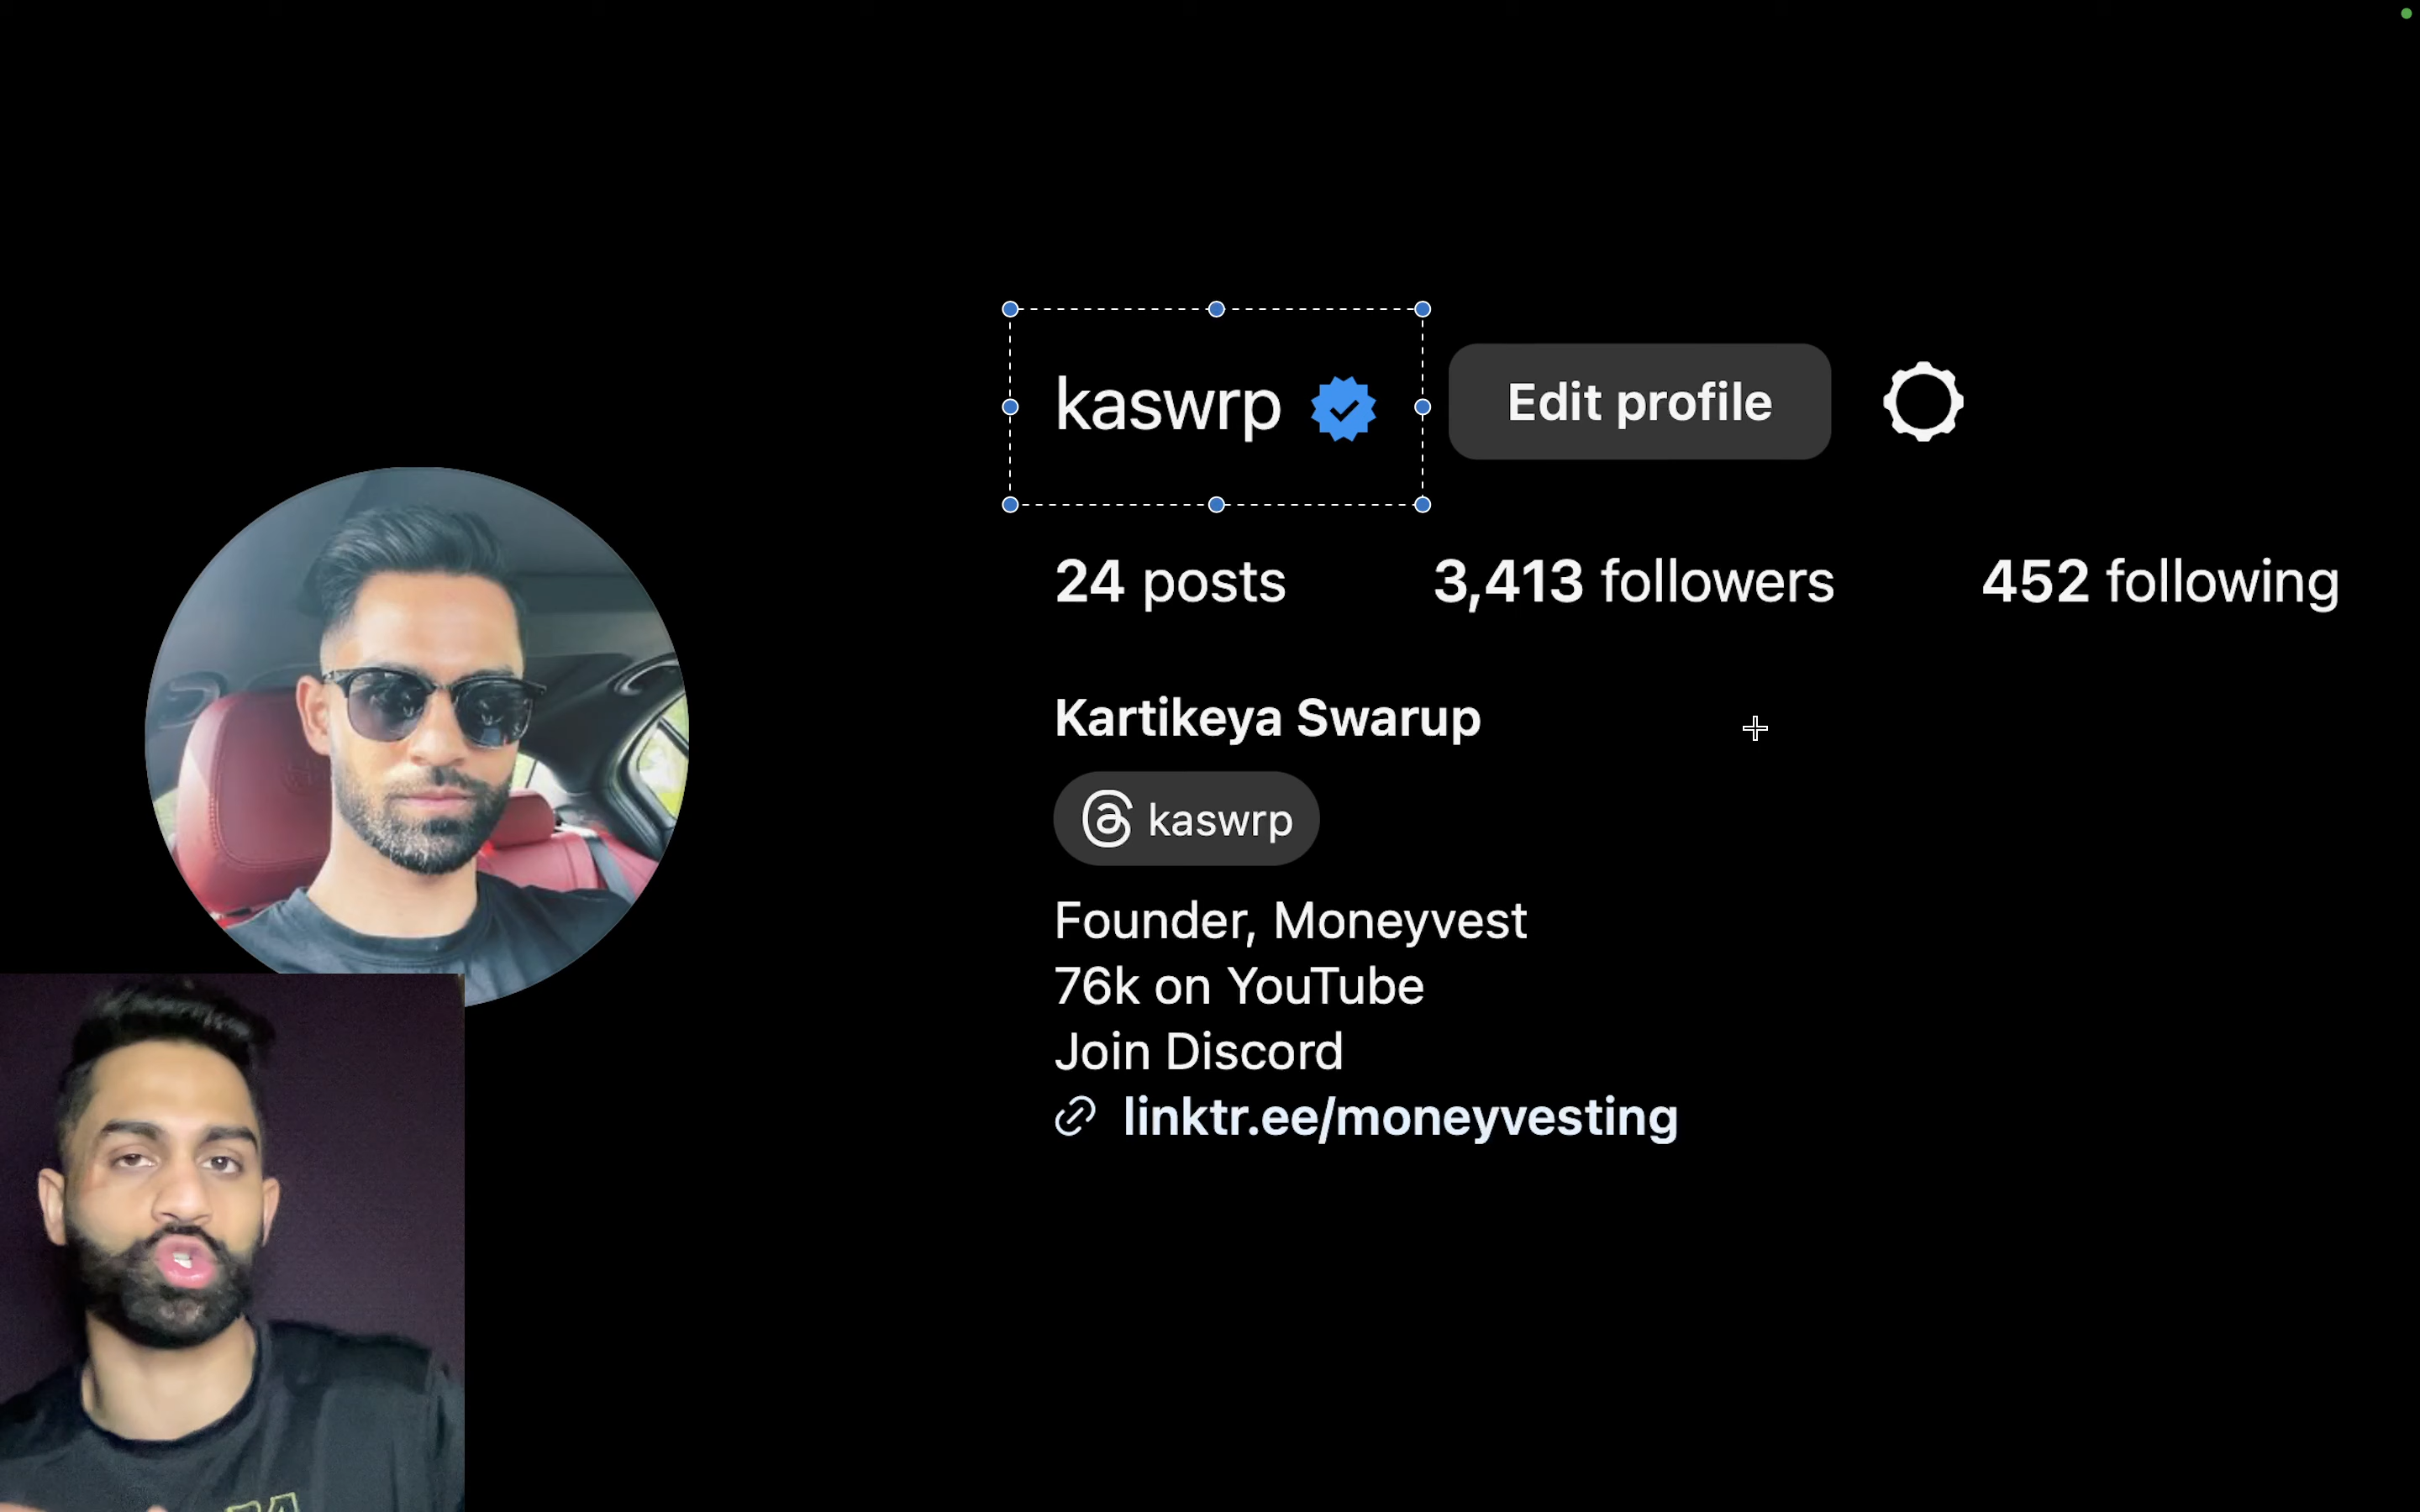 kaswrp Edit profile
24 posts 3,413 followers 452 following
Kartikeya Swarup
kaswrp
Founder, Moneyvest
76k on YouTube
Join Discord
linktr.ee/moneyvesting